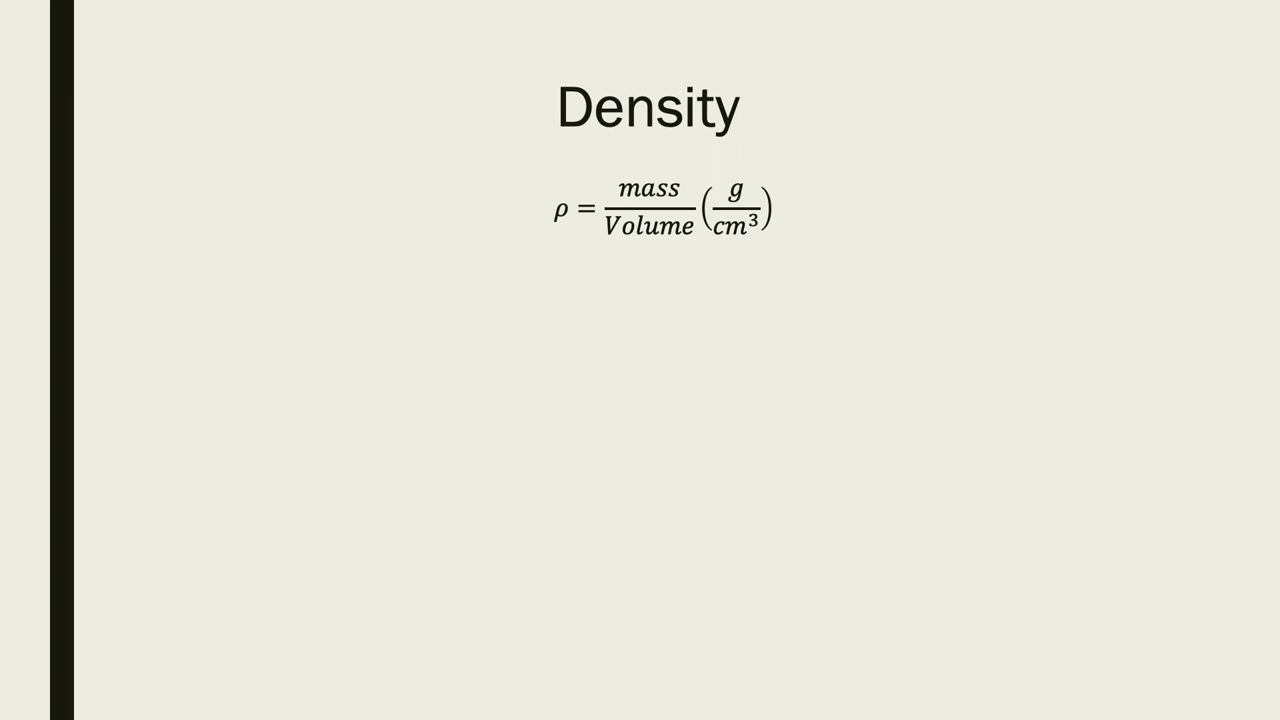 Density
ρ = mass/Volume (g/cm³)